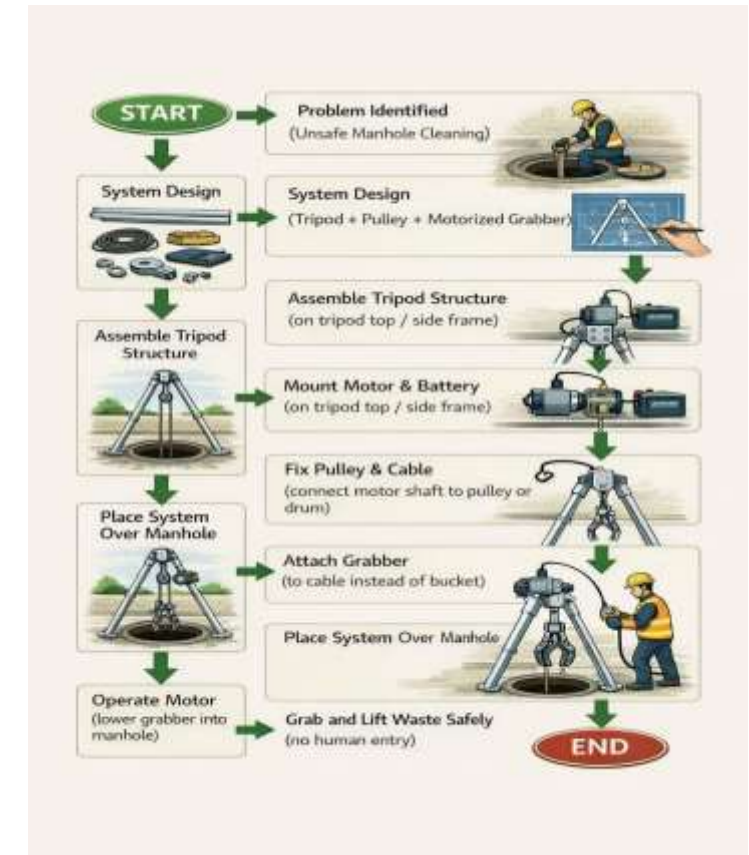 START
Problem Identified
(Unsafe Manhole Cleaning)
System Design
System Design
(Tripod + Pulley + Motorized Grabber)
Assemble Tripod
Structure
Assemble Tripod Structure
(on tripod top / side frame)
Mount Motor & Battery
(on tripod top / side frame)
Fix Pulley & Cable
(connect motor shaft to pulley or
drum)
Place System
Over Manhole
Attach Grabber
(to cable instead of bucket)
Place System Over Manhole
Operate Motor
(lower grabber into
manhole)
Grab and Lift Waste Safely
(no human entry)
END